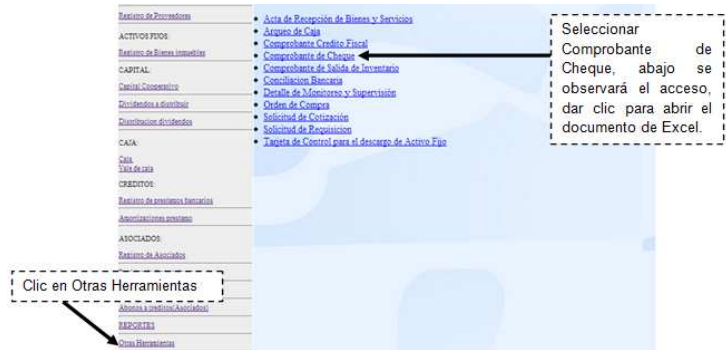 Registro de Proveedores
ACTIVOS FIJOS:
Registro de Bienes inmuebles
CAPITAL:
Capital Cooperativo
Dividendos a distribuir
Distribucion dividendos
CAJA:
Caja
Vale de caja
CREDITOS:
Registro de prestamos bancarios
Amortizaciones prestamo
ASOCIADOS:
Registro de Asociados
Clic en Otras Herramientas
Abonos a creditos(Asociados)
REPORTES
Otras Herramientas
Acta de Recepción de Bienes y Servicios
Arqueo de Caja
Comprobante Credito Fiscal
Comprobante de Cheque
Comprobante de Salida de Inventario
Conciliacion Bancaria
Detalle de Monitoreo y Supervisión
Orden de Compra
Solicitud de Cotización
Solicitud de Requisicion
Tarjeta de Control para el descargo de Activo Fijo
Seleccionar
Comprobante de
Cheque, abajo se
observará el acceso,
dar clic para abrir el
documento de Excel.